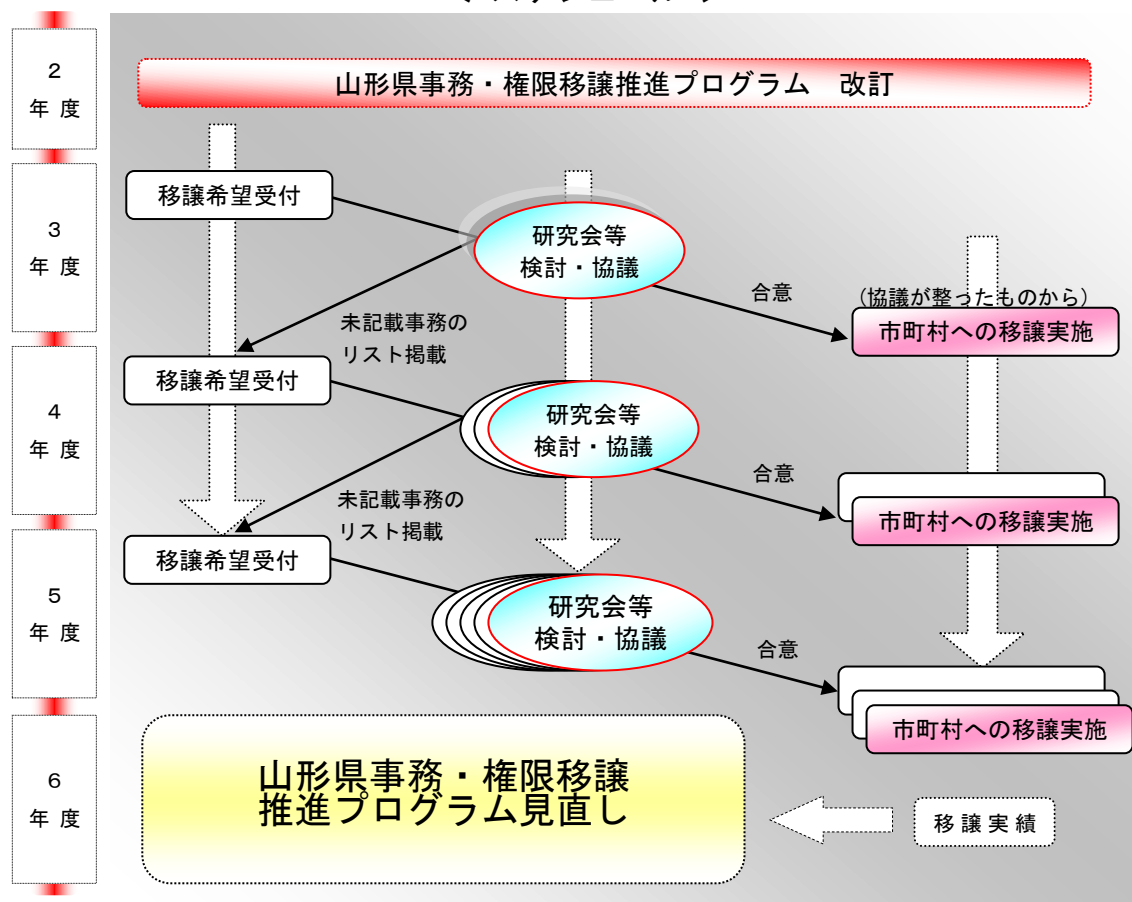 2
年 度
山形県事務・権限移譲推進プログラム　改訂
3
年 度
移譲希望受付
研究会等
検討・協議
合意
(協議が整ったものから)
市町村への移譲実施
未記載事務の
リスト掲載
4
年 度
移譲希望受付
研究会等
検討・協議
合意
市町村への移譲実施
未記載事務の
リスト掲載
5
年 度
移譲希望受付
研究会等
検討・協議
合意
市町村への移譲実施
6
年 度
山形県事務・権限移譲
推進プログラム見直し
移 譲 実 績